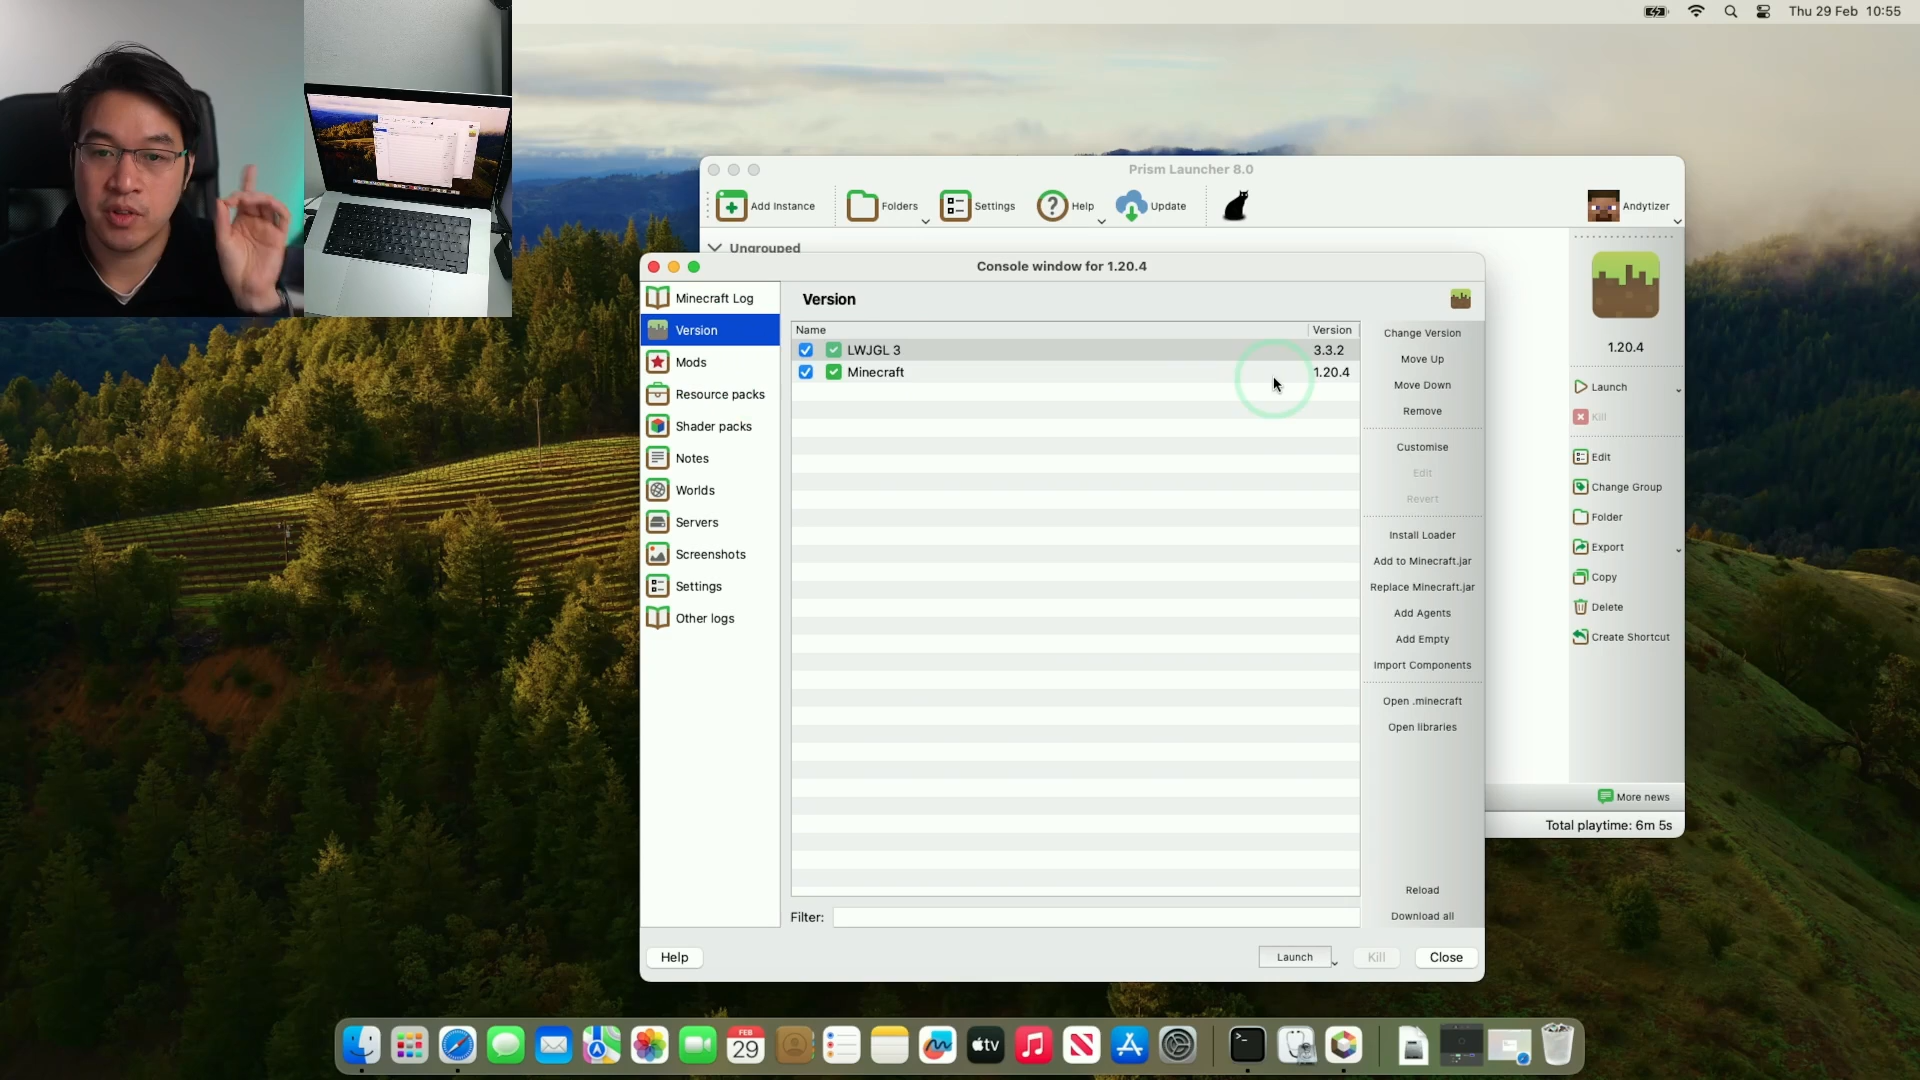 Thu 29 Feb 10:55
Prism Launcher 8.0
Add Instance
Folders
Settings
Help
Update
Andytizer
Ungrouped
Console window for 1.20.4
Minecraft Log
Version
Mods
Resource packs
Shader packs
Notes
Worlds
Servers
Screenshots
Settings
Other logs
Version
Name Version
LWJGL 3 3.3.2
Minecraft 1.20.4
Change Version
Move Up
Move Down
Remove
Customise
Edit
Revert
Install Loader
Add to Minecraft.jar
Replace Minecraft.jar
Add Agents
Add Empty
Import Components
Open .minecraft
Open libraries
Reload
Download all
Filter:
Help
Launch
Kill
Close
1.20.4
Launch
Kill
Edit
Change Group
Folder
Export
Copy
Delete
Create Shortcut
More news
Total playtime: 6m 5s
FEB
29
tv